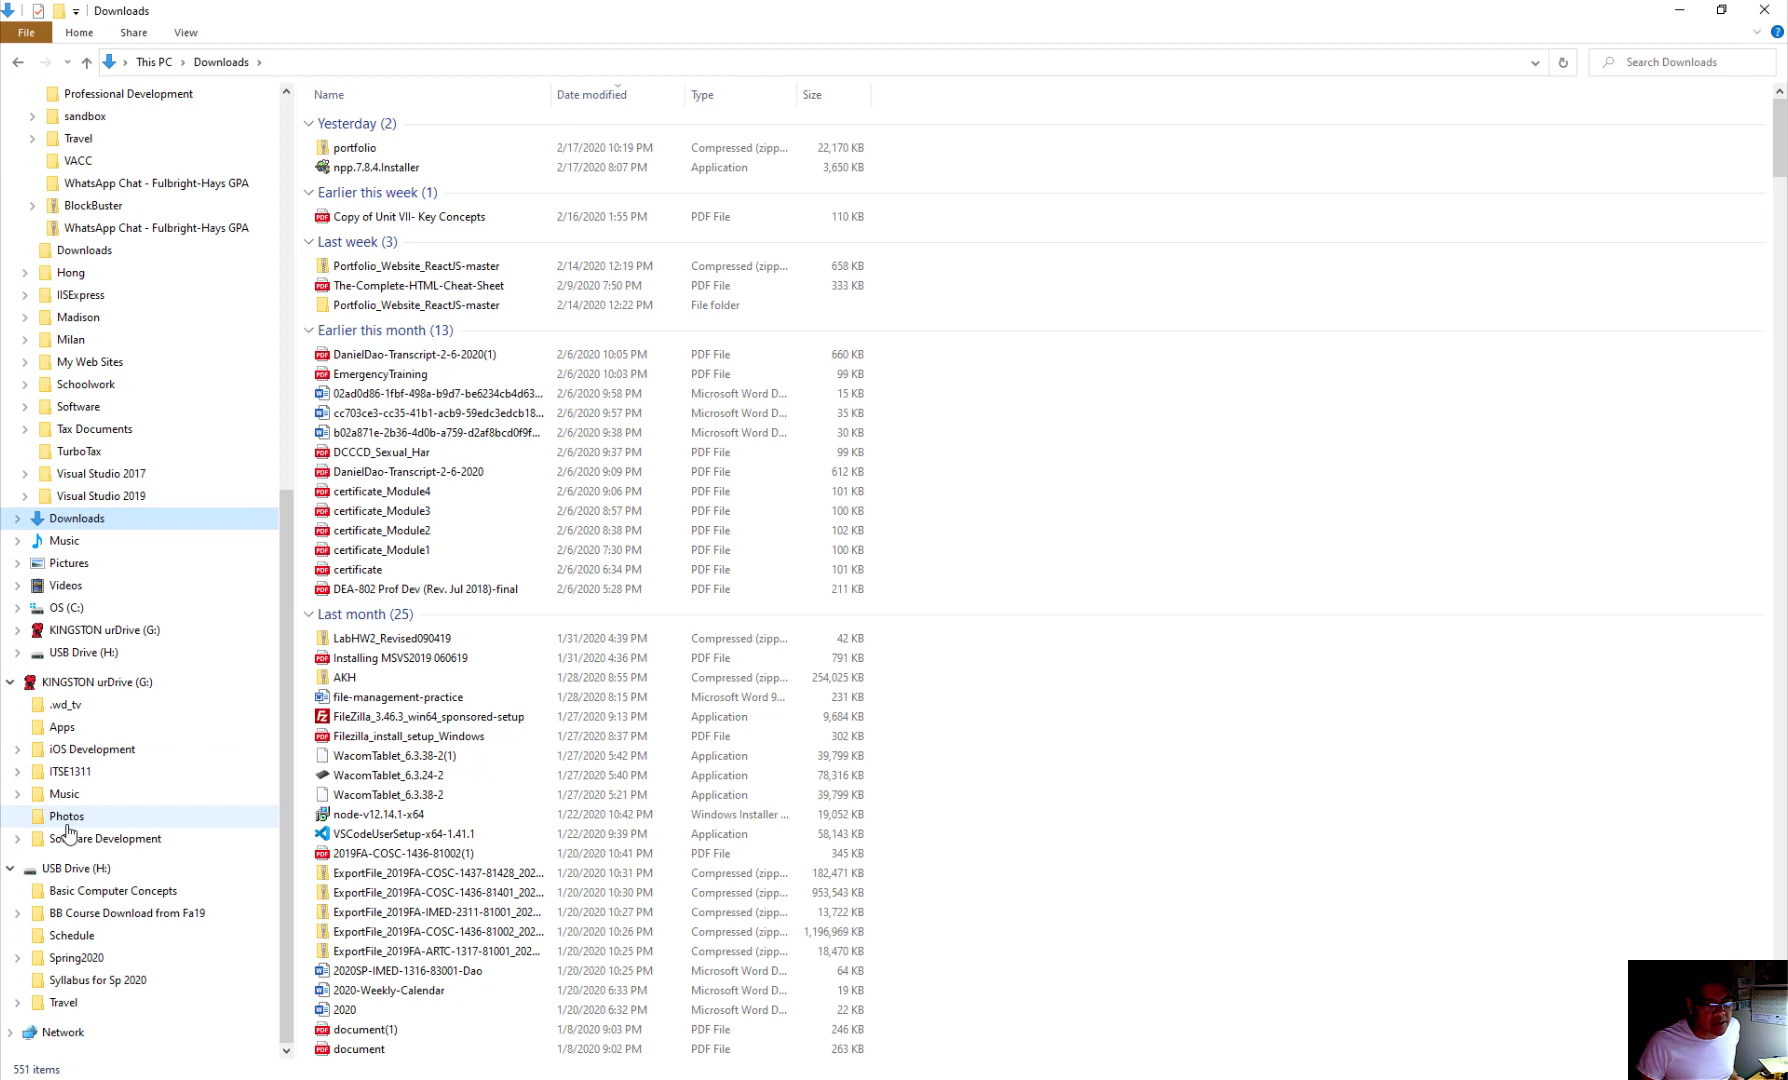 Downloads
File Home Share View
This PC Downloads Search Downloads
Professional Development
sandbox
Travel
VACC
WhatsApp Chat - Fulbright-Hays GPA
BlockBuster
WhatsApp Chat - Fulbright-Hays GPA
Downloads
Hong
IISExpress
Madison
Milan
My Web Sites
Schoolwork
Software
Tax Documents
TurboTax
Visual Studio 2017
Visual Studio 2019
Downloads
Music
Pictures
Videos
OS (C:)
KINGSTON urDrive (G:)
USB Drive (H:)
KINGSTON urDrive (G:)
.wd_tv
Apps
iOS Development
ITSE1311
Music
Photos
Software Development
USB Drive (H:)
Basic Computer Concepts
BB Course Download from Fa19
Schedule
Spring2020
Syllabus for Sp 2020
Travel
Network
Name Date modified Type Size
Yesterday (2)
portfolio 2/17/2020 10:19 PM Compressed (zipp... 22,170 KB
npp.7.8.4.Installer 2/17/2020 8:07 PM Application 3,650 KB
Earlier this week (1)
Copy of Unit VII- Key Concepts 2/16/2020 1:55 PM PDF File 110 KB
Last week (3)
Portfolio_Website_ReactJS-master 2/14/2020 12:19 PM Compressed (zipp... 658 KB
The-Complete-HTML-Cheat-Sheet 2/9/2020 7:50 PM PDF File 333 KB
Portfolio_Website_ReactJS-master 2/14/2020 12:22 PM File folder
Earlier this month (13)
DanielDao-Transcript-2-6-2020(1) 2/6/2020 10:05 PM PDF File 660 KB
EmergencyTraining 2/6/2020 10:03 PM PDF File 99 KB
02ad0d86-1fbf-498a-b9d7-be6234cb4d63... 2/6/2020 9:58 PM Microsoft Word D... 15 KB
cc703ce3-cc35-41b1-acb9-59edc3edcb18... 2/6/2020 9:57 PM Microsoft Word D... 35 KB
b02a871e-2b36-4d0b-a759-d2af8bcd0f9f... 2/6/2020 9:38 PM Microsoft Word D... 30 KB
DCCCD_Sexual_Har 2/6/2020 9:37 PM PDF File 99 KB
DanielDao-Transcript-2-6-2020 2/6/2020 9:09 PM PDF File 612 KB
certificate_Module4 2/6/2020 9:06 PM PDF File 101 KB
certificate_Module3 2/6/2020 8:57 PM PDF File 100 KB
certificate_Module2 2/6/2020 8:38 PM PDF File 102 KB
certificate_Module1 2/6/2020 7:30 PM PDF File 100 KB
certificate 2/6/2020 6:34 PM PDF File 101 KB
DEA-802 Prof Dev (Rev. Jul 2018)-final 2/6/2020 5:28 PM PDF File 211 KB
Last month (25)
LabHW2_Revised090419 1/31/2020 4:39 PM Compressed (zipp... 42 KB
Installing MSVS2019 060619 1/31/2020 4:36 PM PDF File 791 KB
AKH 1/28/2020 8:55 PM Compressed (zipp... 254,025 KB
file-management-practice 1/28/2020 8:15 PM Microsoft Word 9... 231 KB
FileZilla_3.46.3_win64_sponsored-setup 1/27/2020 9:13 PM Application 9,684 KB
Filezilla_install_setup_Windows 1/27/2020 8:37 PM PDF File 302 KB
WacomTablet_6.3.38-2(1) 1/27/2020 5:42 PM Application 39,799 KB
WacomTablet_6.3.24-2 1/27/2020 5:40 PM Application 78,316 KB
WacomTablet_6.3.38-2 1/27/2020 5:21 PM Application 39,799 KB
node-v12.14.1-x64 1/22/2020 10:42 PM Windows Installer ... 19,052 KB
VSCodeUserSetup-x64-1.41.1 1/22/2020 9:39 PM Application 58,143 KB
2019FA-COSC-1436-81002(1) 1/20/2020 10:41 PM PDF File 345 KB
ExportFile_2019FA-COSC-1437-81428_202... 1/20/2020 10:31 PM Compressed (zipp... 182,471 KB
ExportFile_2019FA-COSC-1436-81401_202... 1/20/2020 10:30 PM Compressed (zipp... 953,543 KB
ExportFile_2019FA-IMED-2311-81001_202... 1/20/2020 10:27 PM Compressed (zipp... 13,722 KB
ExportFile_2019FA-COSC-1436-81002_202... 1/20/2020 10:26 PM Compressed (zipp... 1,196,969 KB
ExportFile_2019FA-ARTC-1317-81001_202... 1/20/2020 10:25 PM Compressed (zipp... 18,470 KB
2020SP-IMED-1316-83001-Dao 1/20/2020 10:25 PM Microsoft Word D... 64 KB
2020-Weekly-Calendar 1/20/2020 6:33 PM Microsoft Word D... 19 KB
2020 1/20/2020 6:32 PM Microsoft Word D... 22 KB
document(1) 1/8/2020 9:03 PM PDF File 246 KB
document 1/8/2020 9:02 PM PDF File 263 KB
551 items